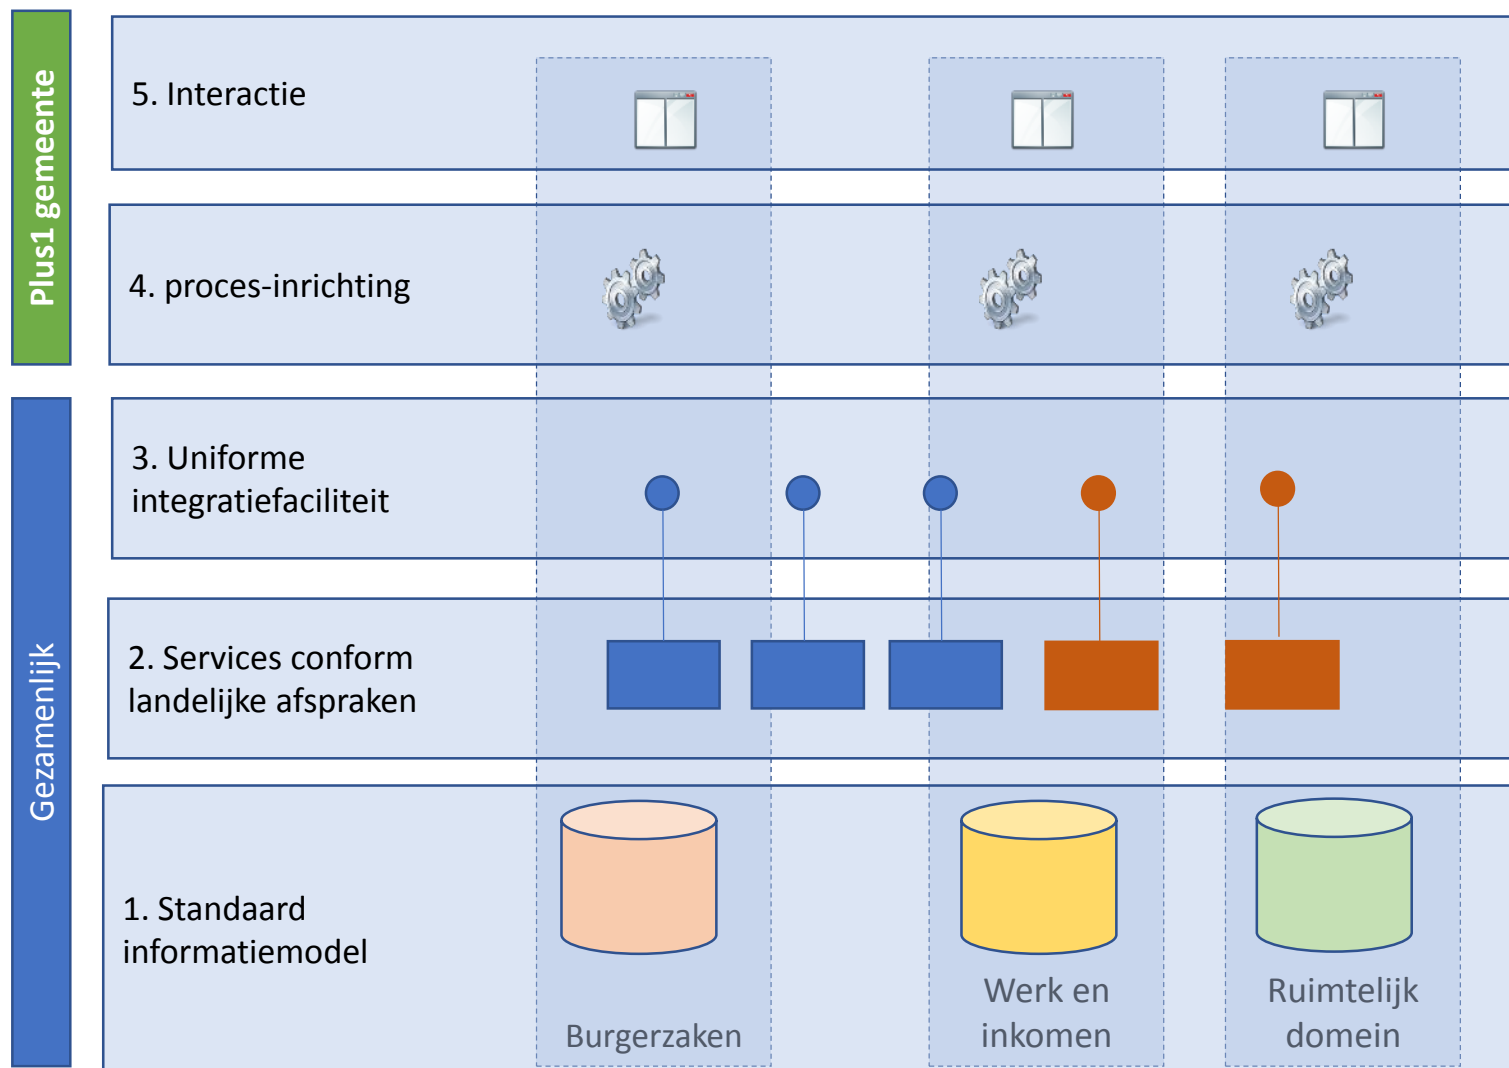 Plus1 gemeente
5. Interactie
4. proces-inrichting
Gezamenlijk
3. Uniforme
integratiefaciliteit
2. Services conform
landelijke afspraken
1. Standaard
informatiemodel
Burgerzaken
Werk en
inkomen
Ruimtelijk
domein